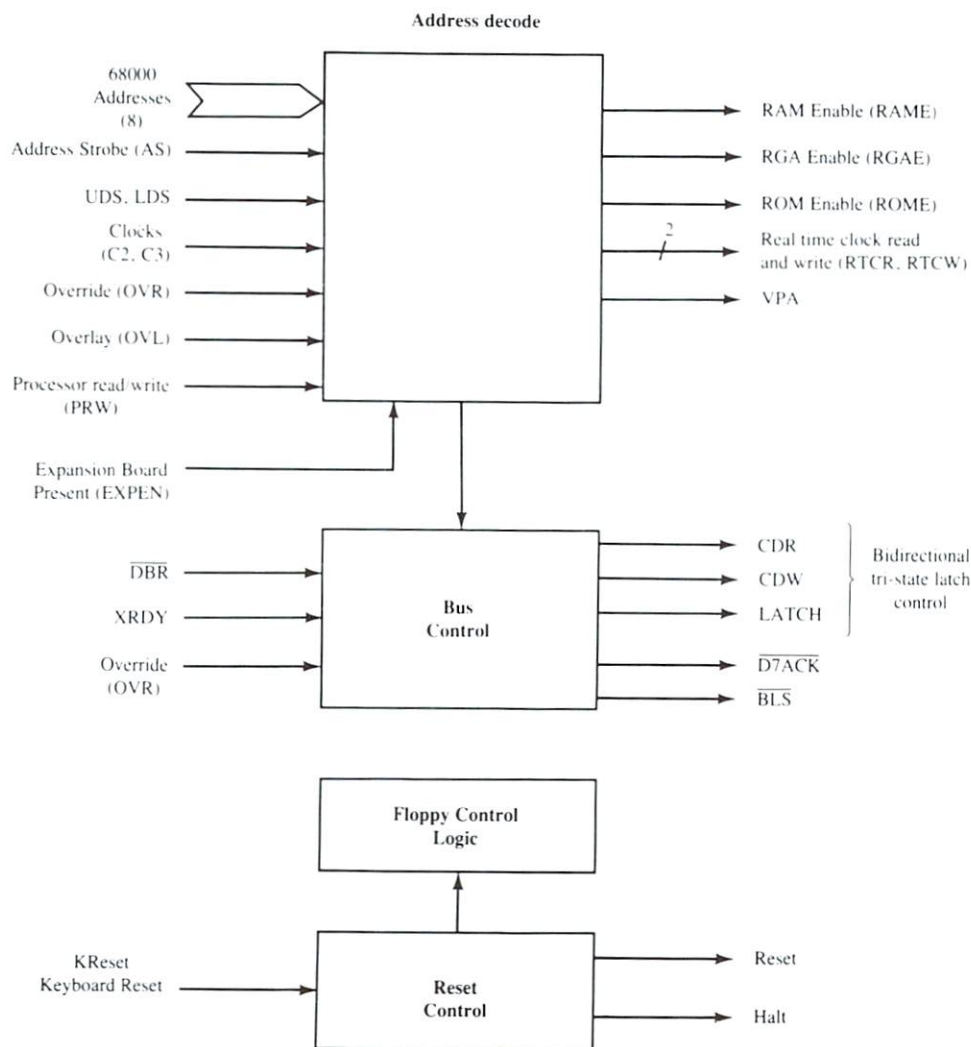 Address decode
68000
Addresses
(8)
Address Strobe (AS)
UDS, LDS
Clocks
(C2, C3)
Override (OVR)
Overlay (OVL)
Processor read/write
(PRW)
Expansion Board
Present (EXPEN)
RAM Enable (RAME)
RGA Enable (RGAE)
ROM Enable (ROME)
2
Real time clock read
and write (RTCR, RTCW)
VPA
D̅B̅R̅
XRDY
Override
(OVR)
Bus
Control
CDR
CDW
LATCH
Bidirectional
tri-state latch
control
D̅7̅A̅C̅K̅
B̅L̅S̅
Floppy Control
Logic
KReset
Keyboard Reset
Reset
Control
Reset
Halt